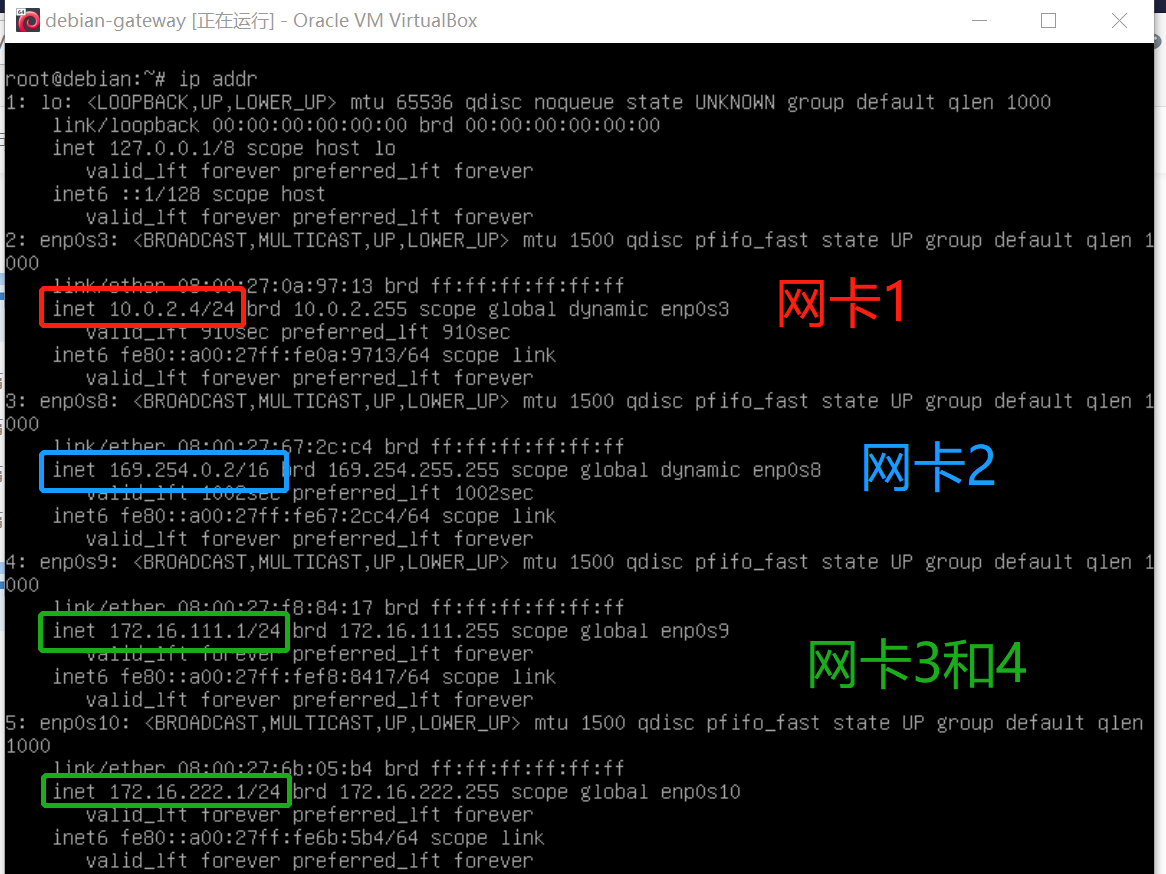 debian-gateway [正在运行] - Oracle VM VirtualBox
root@debian:~# ip addr
1: lo: <LOOPBACK,UP,LOWER_UP> mtu 65536 qdisc noqueue state UNKNOWN group default qlen 1000
link/loopback 00:00:00:00:00:00 brd 00:00:00:00:00:00
inet 127.0.0.1/8 scope host lo
valid_lft forever preferred_lft forever
inet6 ::1/128 scope host
valid_lft forever preferred_lft forever
2: enp0s3: <BROADCAST,MULTICAST,UP,LOWER_UP> mtu 1500 qdisc pfifo_fast state UP group default qlen 1
000
link/ether 08:00:27:0a:97:13 brd ff:ff:ff:ff:ff:ff
inet 10.0.2.4/24 brd 10.0.2.255 scope global dynamic enp0s3
网卡1
valid_lft 910sec preferred_lft 910sec
inet6 fe80::a00:27ff:fe0a:9713/64 scope link
valid_lft forever preferred_lft forever
3: enp0s8: <BROADCAST,MULTICAST,UP,LOWER_UP> mtu 1500 qdisc pfifo_fast state UP group default qlen 1
000
link/ether 08:00:27:67:2c:c4 brd ff:ff:ff:ff:ff:ff
inet 169.254.0.2/16 brd 169.254.255.255 scope global dynamic enp0s8
网卡2
valid_lft 1002sec preferred_lft 1002sec
inet6 fe80::a00:27ff:fe67:2cc4/64 scope link
valid_lft forever preferred_lft forever
4: enp0s9: <BROADCAST,MULTICAST,UP,LOWER_UP> mtu 1500 qdisc pfifo_fast state UP group default qlen 1
000
link/ether 08:00:27:f8:84:17 brd ff:ff:ff:ff:ff:ff
inet 172.16.111.1/24 brd 172.16.111.255 scope global enp0s9
valid_lft forever preferred_lft forever
网卡3和4
inet6 fe80::a00:27ff:fef8:8417/64 scope link
valid_lft forever preferred_lft forever
5: enp0s10: <BROADCAST,MULTICAST,UP,LOWER_UP> mtu 1500 qdisc pfifo_fast state UP group default qlen
1000
link/ether 08:00:27:6b:05:b4 brd ff:ff:ff:ff:ff:ff
inet 172.16.222.1/24 brd 172.16.222.255 scope global enp0s10
valid_lft forever preferred_lft forever
inet6 fe80::a00:27ff:fe6b:5b4/64 scope link
valid_lft forever preferred_lft forever